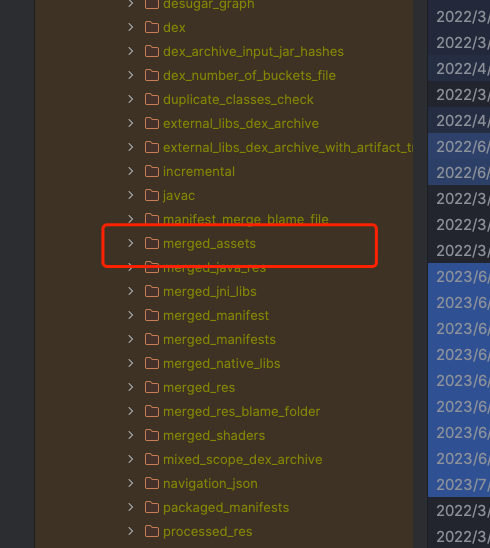 desugar_graph
dex
dex_archive_input_jar_hashes
dex_number_of_buckets_file
duplicate_classes_check
external_libs_dex_archive
external_libs_dex_archive_with_artifact_t
incremental
javac
manifest_merge_blame_file
merged_assets
merged_java_res
merged_jni_libs
merged_manifest
merged_manifests
merged_native_libs
merged_res
merged_res_blame_folder
merged_shaders
mixed_scope_dex_archive
navigation_json
packaged_manifests
processed_res
2022/3/
2022/3/
2022/4/
2022/3/
2022/4/
2022/6/
2022/6/
2022/3/
2022/3/
2022/3/
2023/6/
2023/6/
2023/6/
2023/6/
2023/6/
2023/6/
2023/6/
2023/6/
2023/7/
2022/3/
2022/3/